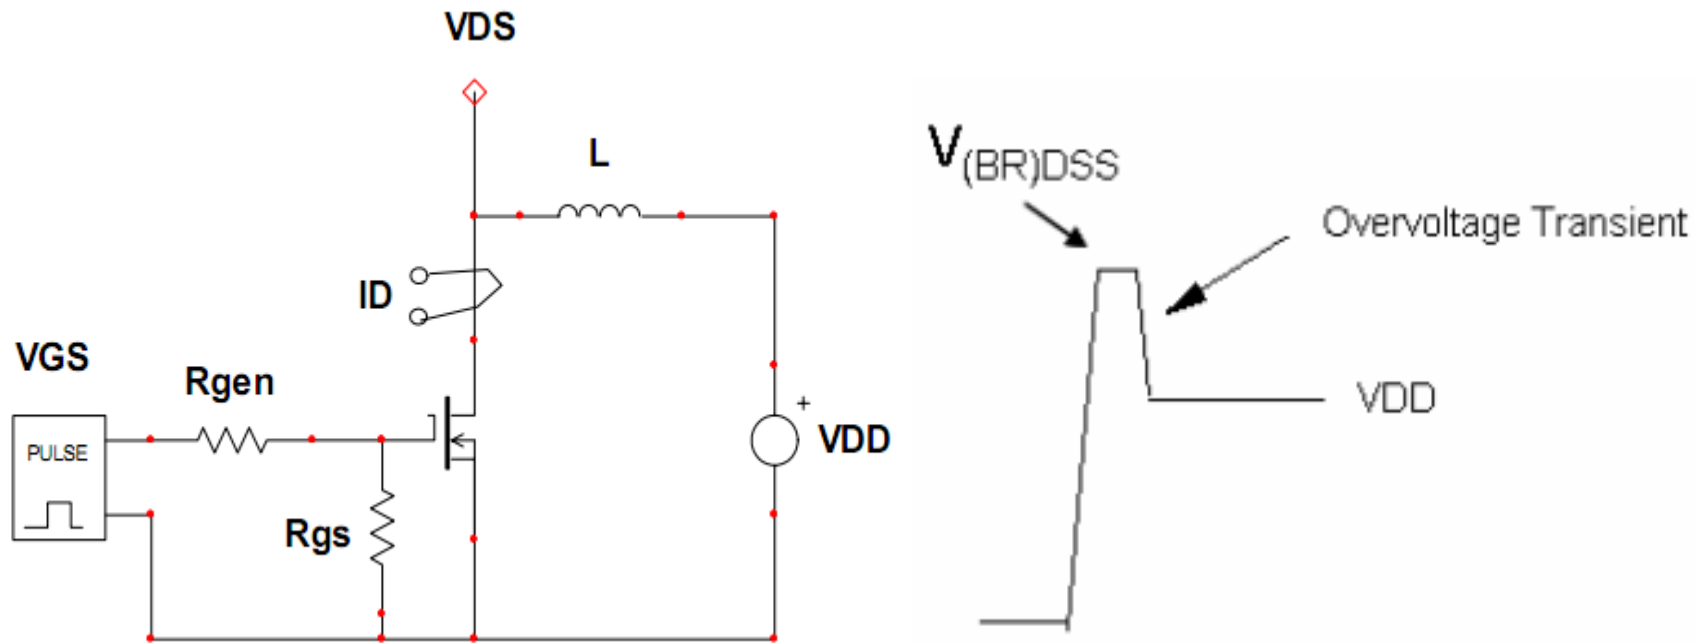 VDS
L
ID
VGS
Rgen
PULSE
Rgs
+
VDD
V(BR)DSS
Overvoltage Transient
VDD